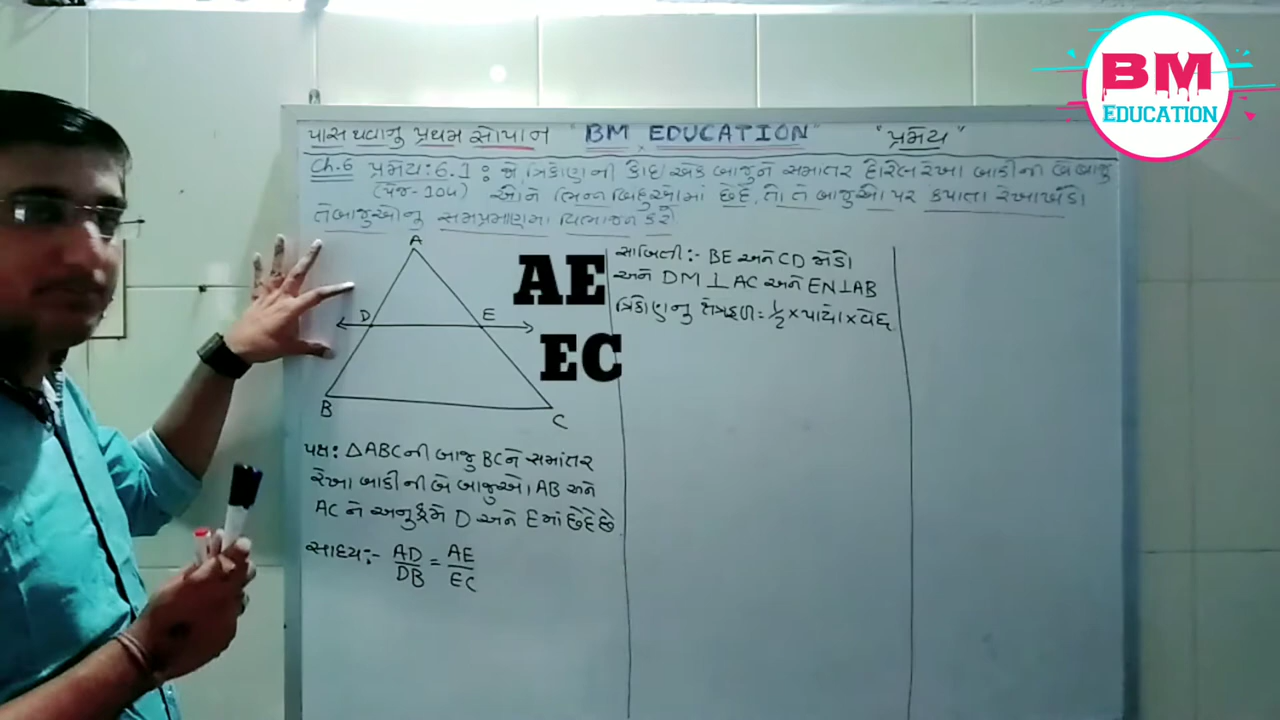 પાસ થવાનુ પ્રથમ સોપાન "BM EDUCATION" "પ્રમેય"
Ch.6 પ્રમેય:6.1: જો ત્રિકોણની કોઇ એક બાજુને સમાંતર દોરેલ રેખા બાકીની બે બાજુ
(પેજ-104) ઓને ભિન્ન બિંદુઓમાં છેદે, તો તે બાજુઓ પર કપાતા રેખાખંડો
તેબાજુઓનુ સમપ્રમાણમાં વિભાજન કરે
A
D
E
B
C
પક્ષ: △ABCની બાજુ BCને સમાંતર
રેખા બાકીની બે બાજુઓ AB અને
AC ને અનુક્રમે D અને E માં છેદે છે
સાધ્ય:- AD/DB = AE/EC
AE
EC
સાબિતી:- BE અને CD જોડો
અને DM⊥AC અને EN⊥AB
ત્રિકોણનુ ક્ષેત્રફળ = 1/2 × પાયો × વેધ
BM
EDUCATION